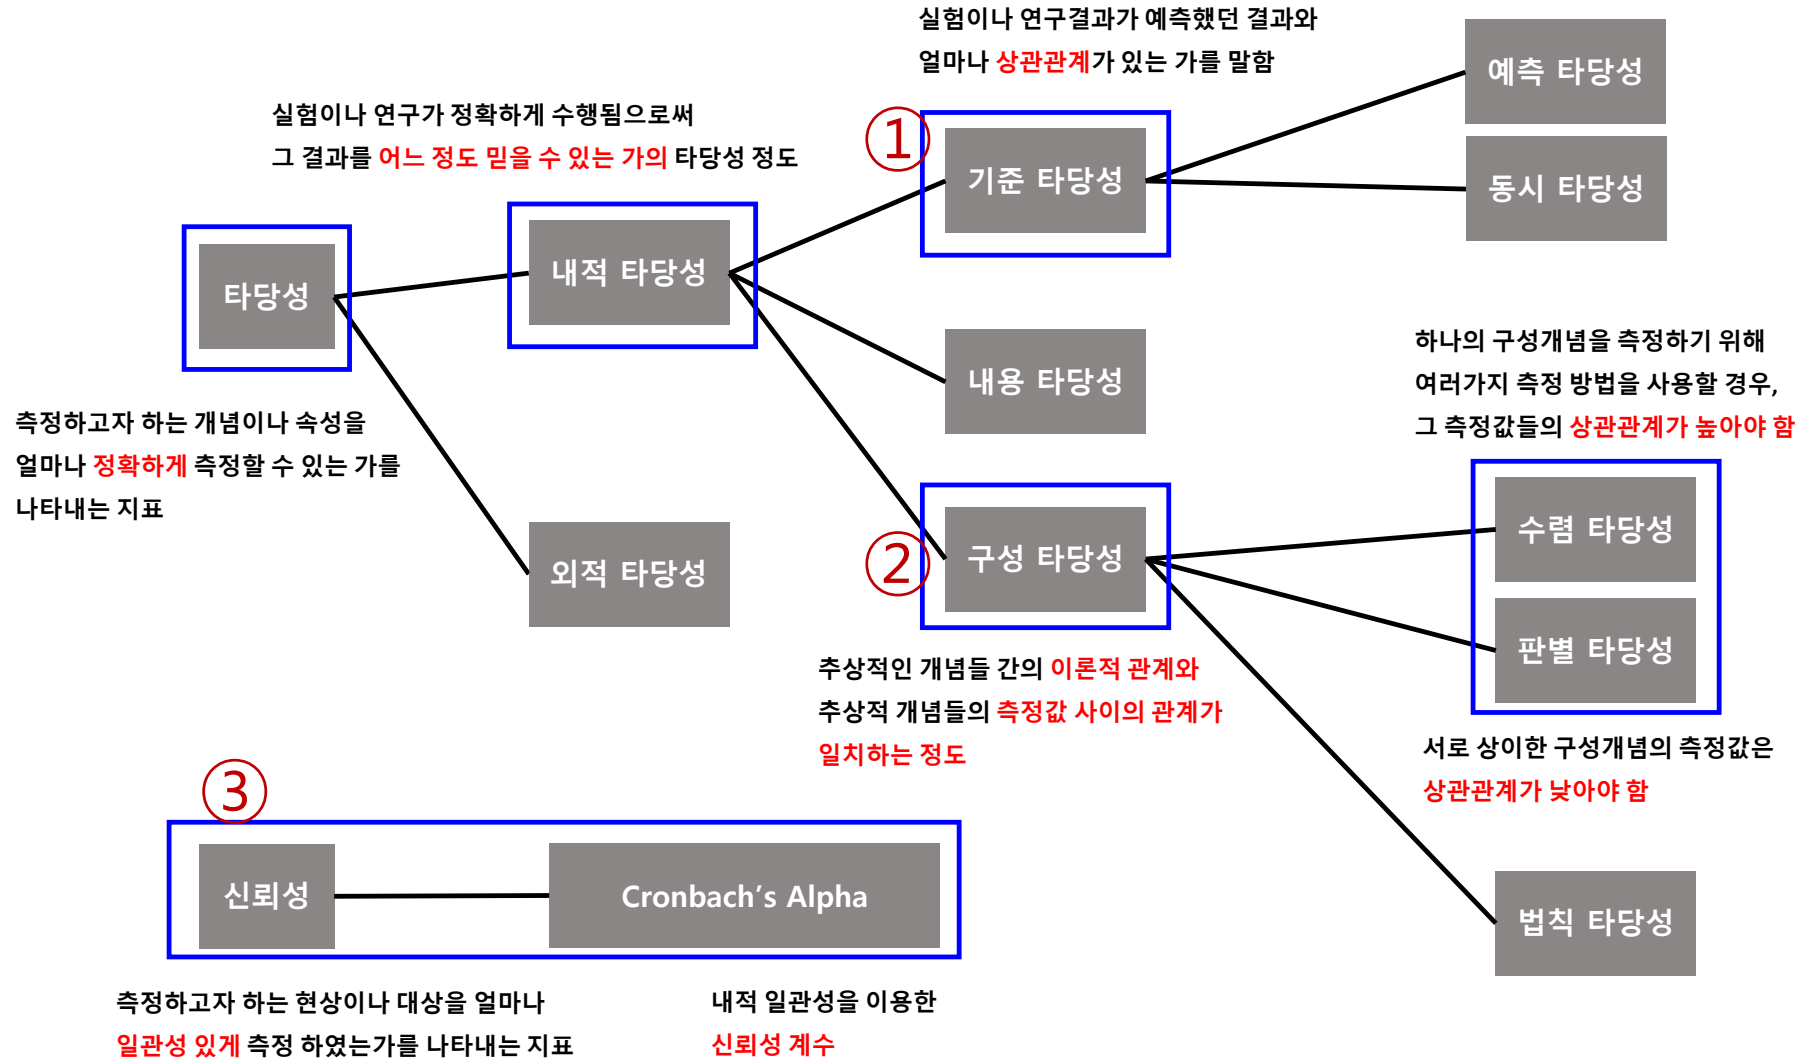 실험이나 연구결과가 예측했던 결과와
얼마나 상관관계가 있는 가를 말함
예측 타당성
실험이나 연구가 정확하게 수행됨으로써
그 결과를 어느 정도 믿을 수 있는 가의 타당성 정도
①
기준 타당성
동시 타당성
내적 타당성
타당성
하나의 구성개념을 측정하기 위해
여러가지 측정 방법을 사용할 경우,
그 측정값들의 상관관계가 높아야 함
내용 타당성
측정하고자 하는 개념이나 속성을
얼마나 정확하게 측정할 수 있는 가를
나타내는 지표
외적 타당성
②
구성 타당성
수렴 타당성
판별 타당성
추상적인 개념들 간의 이론적 관계와
추상적 개념들의 측정값 사이의 관계가
일치하는 정도
서로 상이한 구성개념의 측정값은
상관관계가 낮아야 함
③
신뢰성
Cronbach’s Alpha
법칙 타당성
측정하고자 하는 현상이나 대상을 얼마나
일관성 있게 측정 하였는가를 나타내는 지표
내적 일관성을 이용한
신뢰성 계수